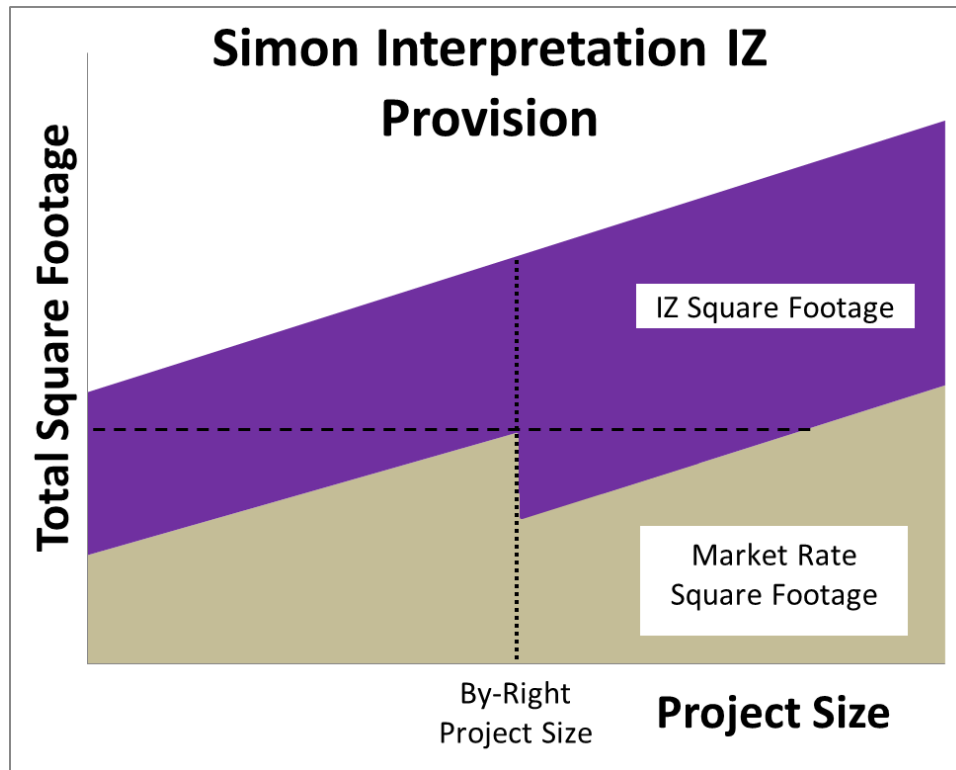 Simon Interpretation IZ
Provision
Total Square Footage
IZ Square Footage
Market Rate
Square Footage
By-Right
Project Size
Project Size